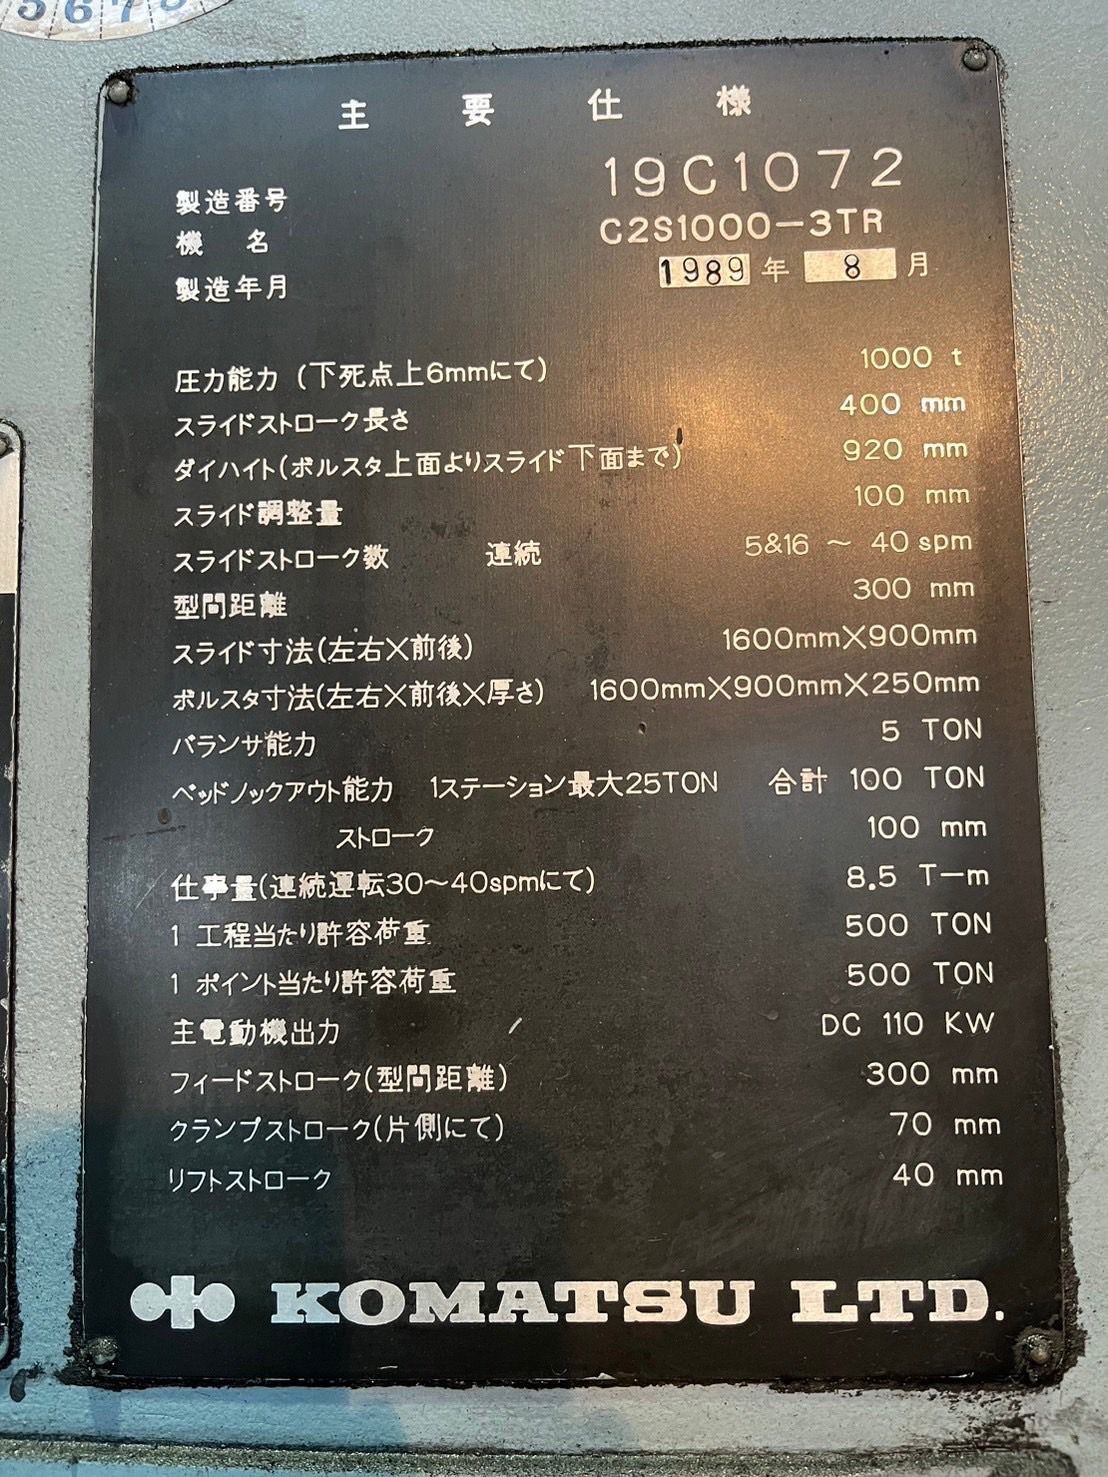 5 6 7 8
主要仕様
製造番号 19C1072
機名 C2S1000-3TR
製造年月 1989年 8月
圧力能力 (下死点上6mmにて) 1000 t
スライドストローク長さ 400 mm
ダイハイト(ボルスタ上面よりスライド下面まで) 920 mm
スライド調整量 100 mm
スライドストローク数 連続 5&16 ~ 40 spm
型間距離 300 mm
スライド寸法(左右×前後) 1600mm×900mm
ボルスタ寸法(左右×前後×厚さ) 1600mm×900mm×250mm
バランサ能力 5 TON
ベッドノックアウト能力 1ステーション最大25TON 合計 100 TON
ストローク 100 mm
仕事量(連続運転30~40spmにて) 8.5 T-m
1 工程当たり許容荷重 500 TON
1 ポイント当たり許容荷重 500 TON
主電動機出力 DC 110 KW
フィードストローク(型間距離) 300 mm
クランプストローク(片側にて) 70 mm
リフトストローク 40 mm
KOMATSU LTD.